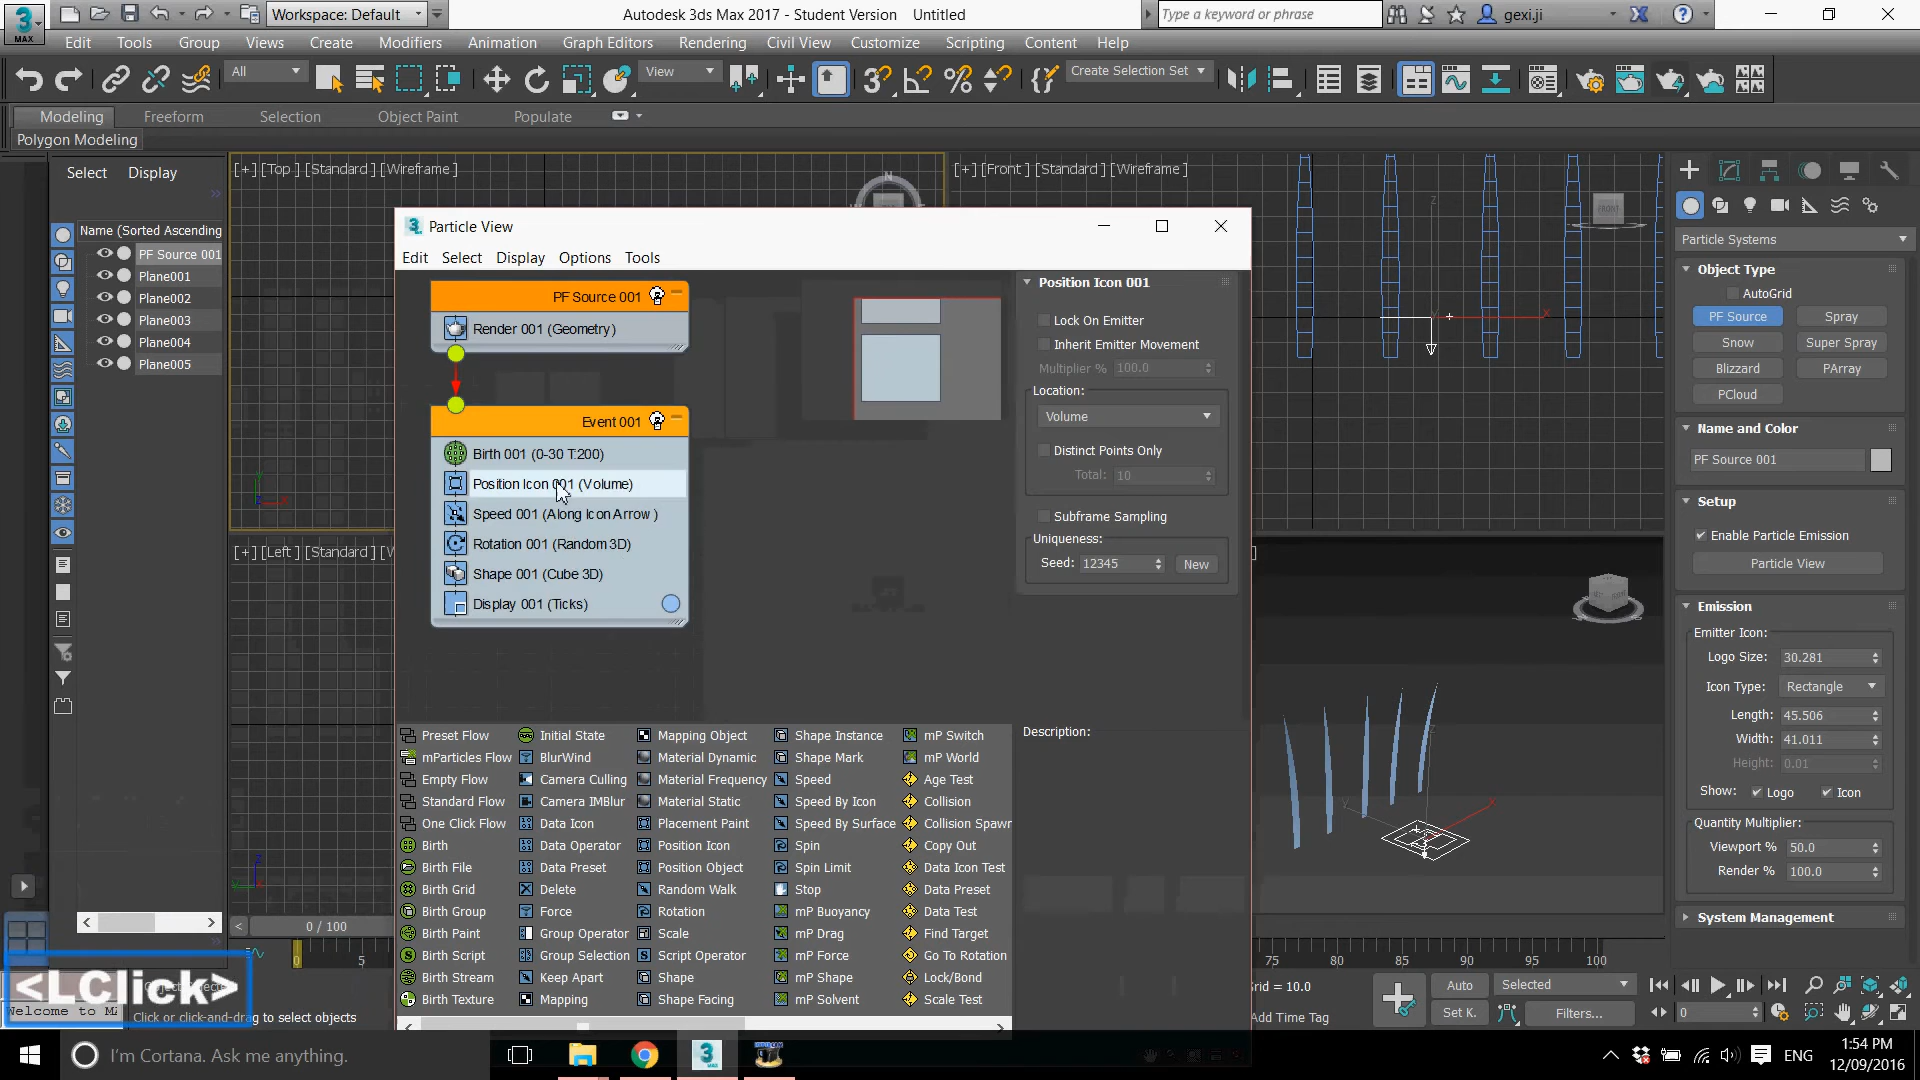 3
MAX
Workspace: Default
Autodesk 3ds Max 2017 - Student Version    Untitled
Type a keyword or phrase
gexi.ji
Edit Tools Group Views Create Modifiers Animation Graph Editors Rendering Civil View Customize Scripting Content Help
All
View
Create Selection Set
Modeling Freeform Selection Object Paint Populate
Polygon Modeling
Select Display
Name (Sorted Ascending
PF Source 001
Plane001
Plane002
Plane003
Plane004
Plane005
[+] [Top ] [Standard ] [Wireframe ]
[+] [Front ] [Standard ] [Wireframe ]
FRONT
[+] [Left ] [Standard ] [W
Particle View
Edit Select Display Options Tools
PF Source 001
Render 001 (Geometry)
Event 001
Birth 001 (0-30 T:200)
Position Icon 001 (Volume)
Speed 001 (Along Icon Arrow )
Rotation 001 (Random 3D)
Shape 001 (Cube 3D)
Display 001 (Ticks)
Position Icon 001
Lock On Emitter
Inherit Emitter Movement
Multiplier % 100.0
Location:
Volume
Distinct Points Only
Total: 10
Subframe Sampling
Uniqueness:
Seed: 12345 New
Description:
Preset Flow Initial State Mapping Object Shape Instance mP Switch
mParticles Flow BlurWind Material Dynamic Shape Mark mP World
Empty Flow Camera Culling Material Frequency Speed Age Test
Standard Flow Camera IMBlur Material Static Speed By Icon Collision
One Click Flow Data Icon Placement Paint Speed By Surface Collision Spawn
Birth Data Operator Position Icon Spin Copy Out
Birth File Data Preset Position Object Spin Limit Data Icon Test
Birth Grid Delete Random Walk Stop Data Preset
Birth Group Force Rotation mP Buoyancy Data Test
Birth Paint Group Operator Scale mP Drag Find Target
Birth Script Group Selection Script Operator mP Force Go To Rotation
Birth Stream Keep Apart Shape mP Shape Lock/Bond
Birth Texture Mapping Shape Facing mP Solvent Scale Test
Particle Systems
Object Type
AutoGrid
PF Source Spray
Snow Super Spray
Blizzard PArray
PCloud
Name and Color
PF Source 001
Setup
Enable Particle Emission
Particle View
Emission
Emitter Icon:
Logo Size: 30.281
Icon Type: Rectangle
Length: 45.506
Width: 41.011
Height: 0.01
Show: Logo Icon
Quantity Multiplier:
Viewport % 50.0
Render % 100.0
System Management
0 / 100
0 5 75 80 85 90 95 100
<LClick>
Welcome to MA
Click or click-and-drag to select objects
Grid = 10.0
Add Time Tag
Auto Selected
Set K. Filters...
0
I'm Cortana. Ask me anything.
ENG
1:54 PM
12/09/2016